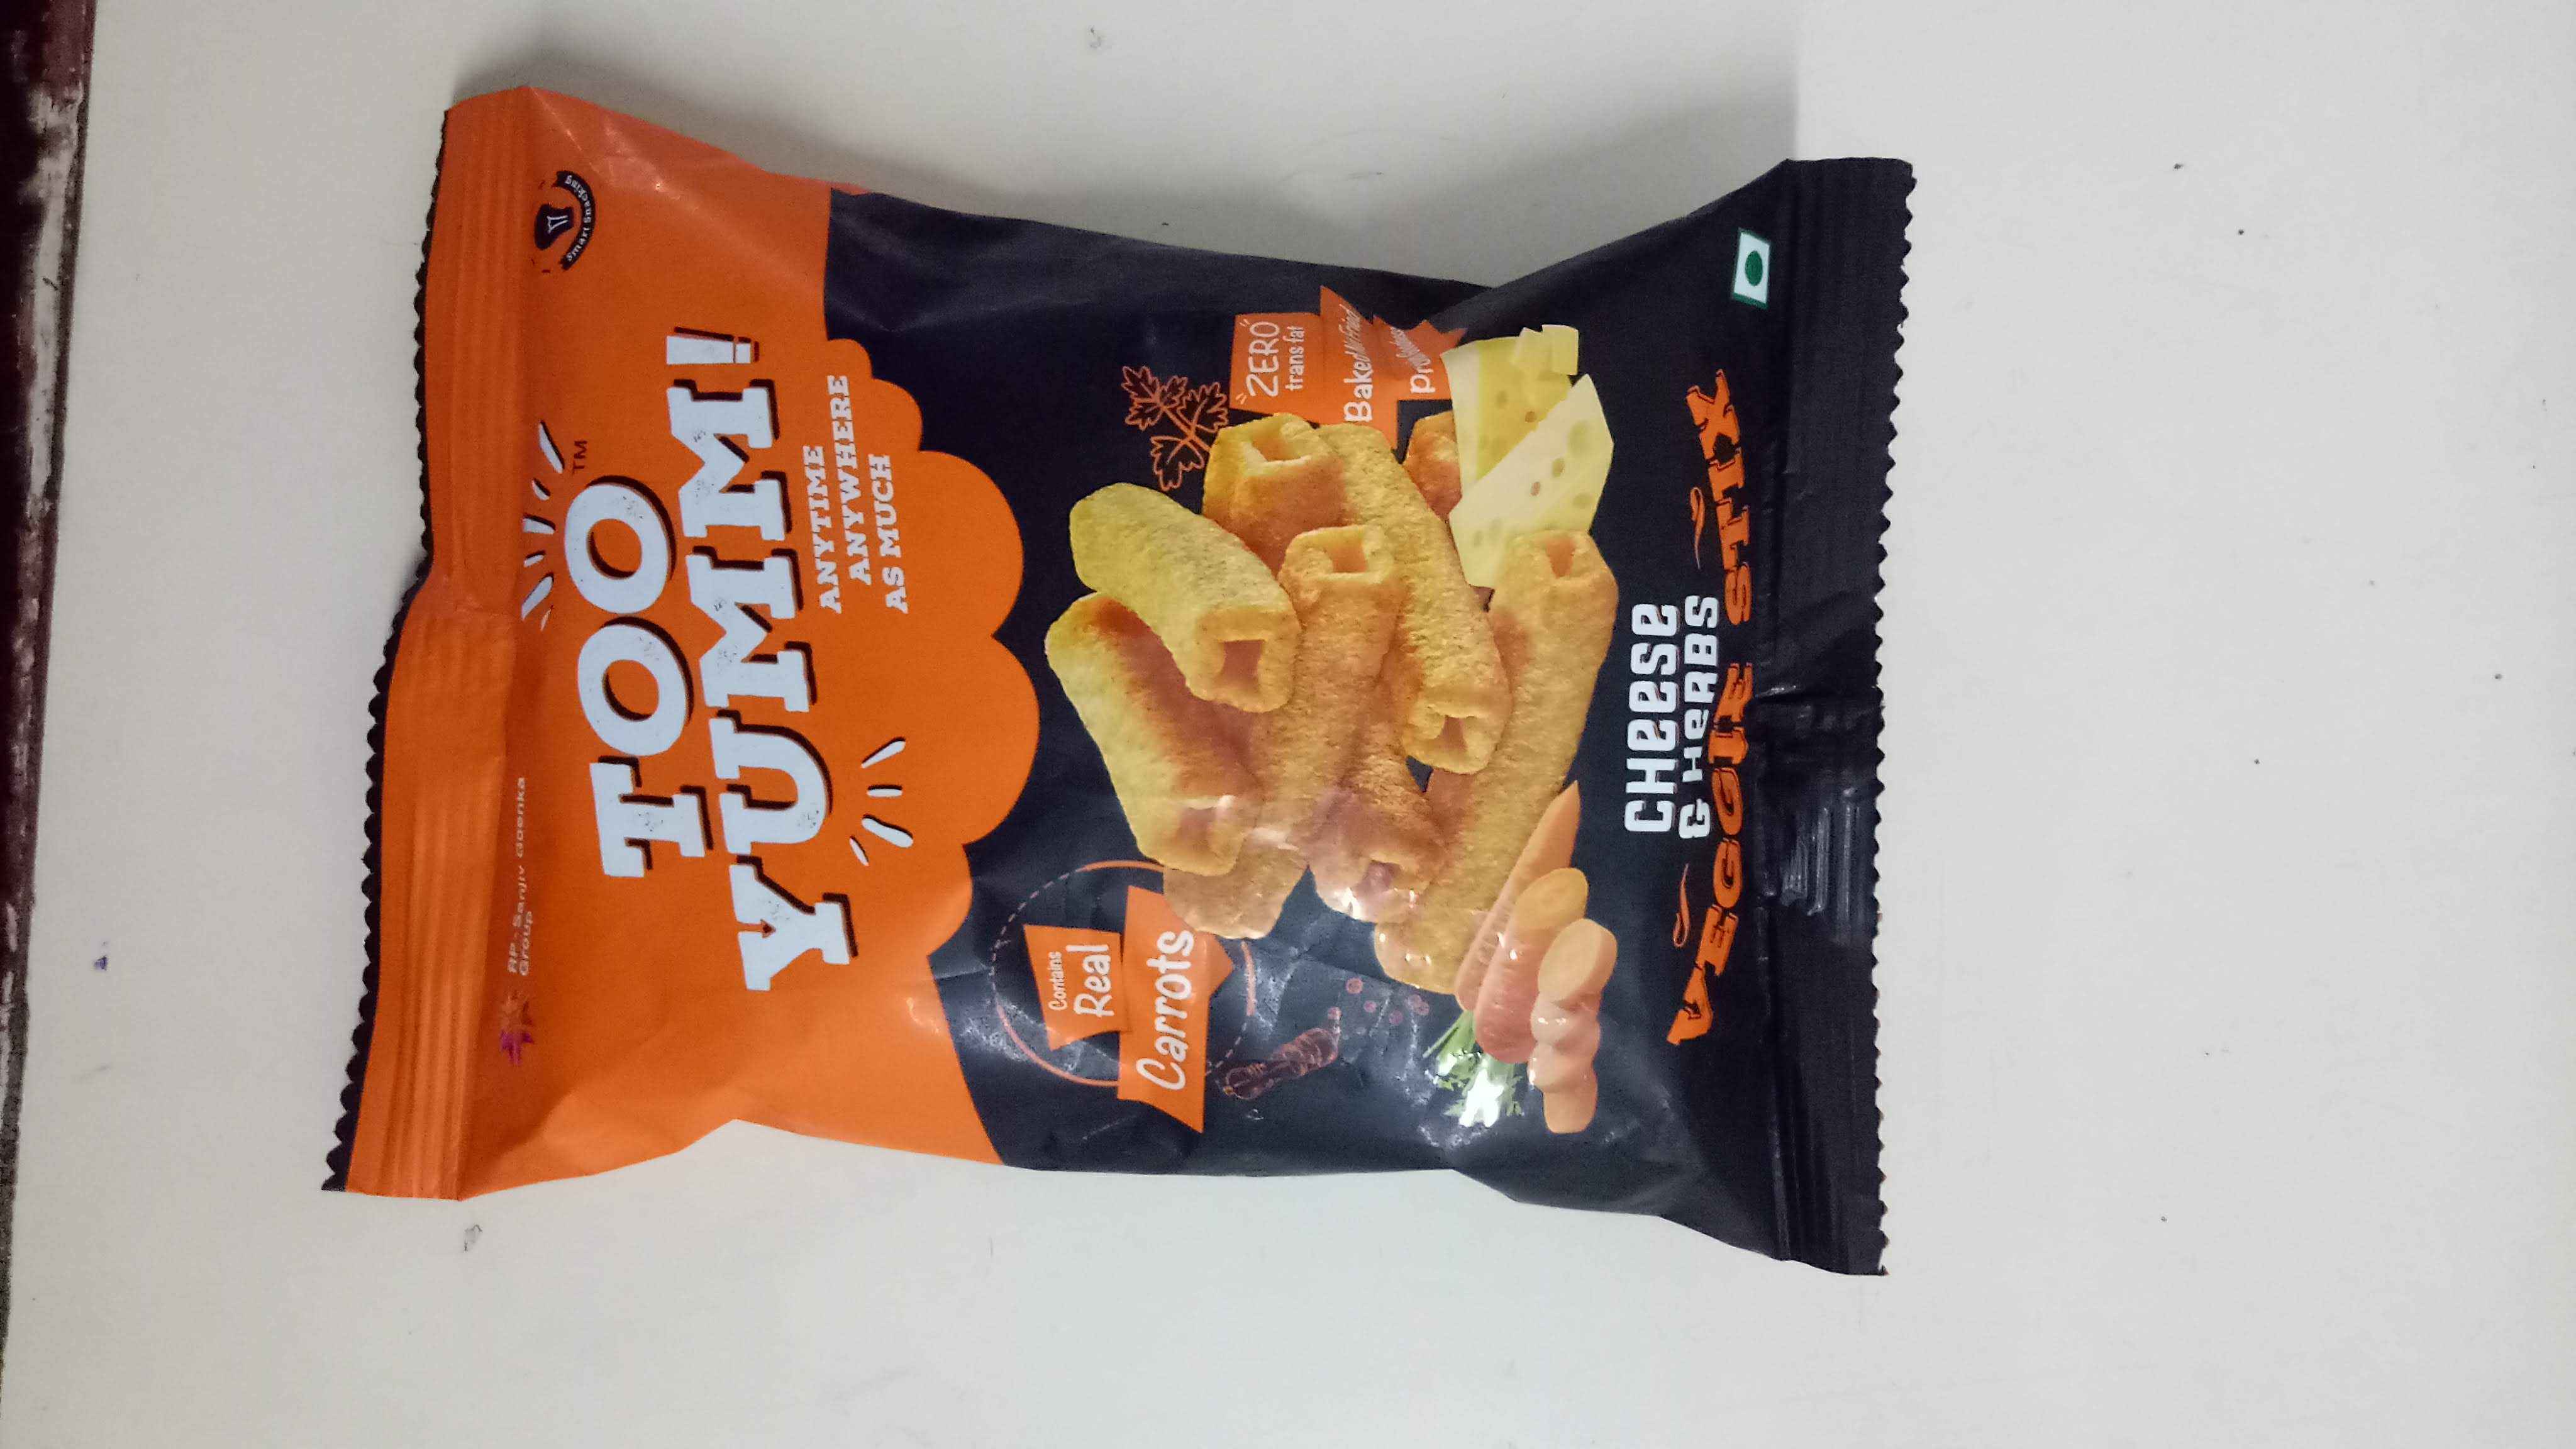 RP-Sanjiv Goenka
Group
Smart Snacking
TM
TOO
YUMM!
ANYTIME
ANYWHERE
AS MUCH
Contains
Real
Carrots
"ZERO"
trans fat
Baked
CHEESE
& HERBS
VEGGIE STIX